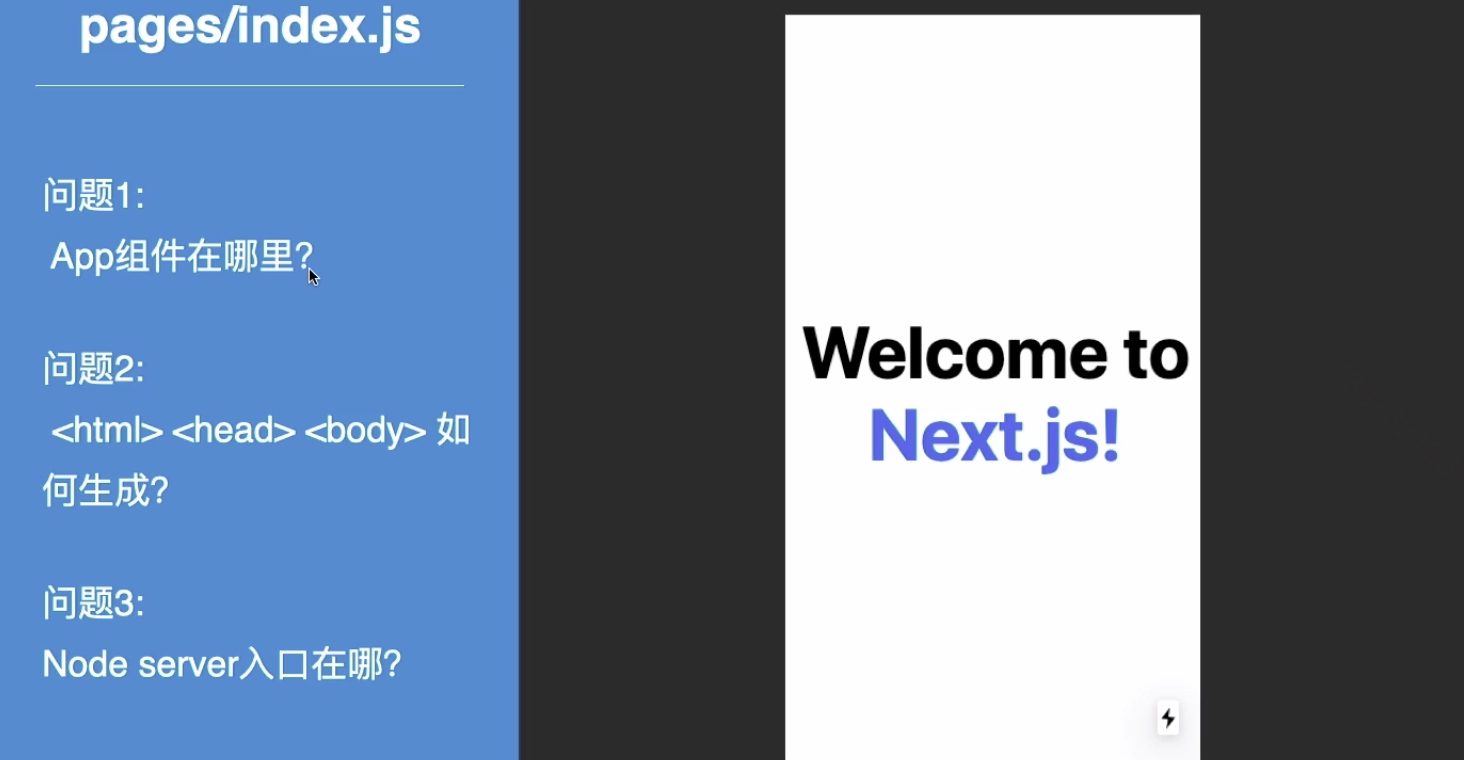 pages/index.js
问题1:
App组件在哪里?
问题2:
<html> <head> <body> 如
何生成?
问题3:
Node server入口在哪?
Welcome to
Next.js!